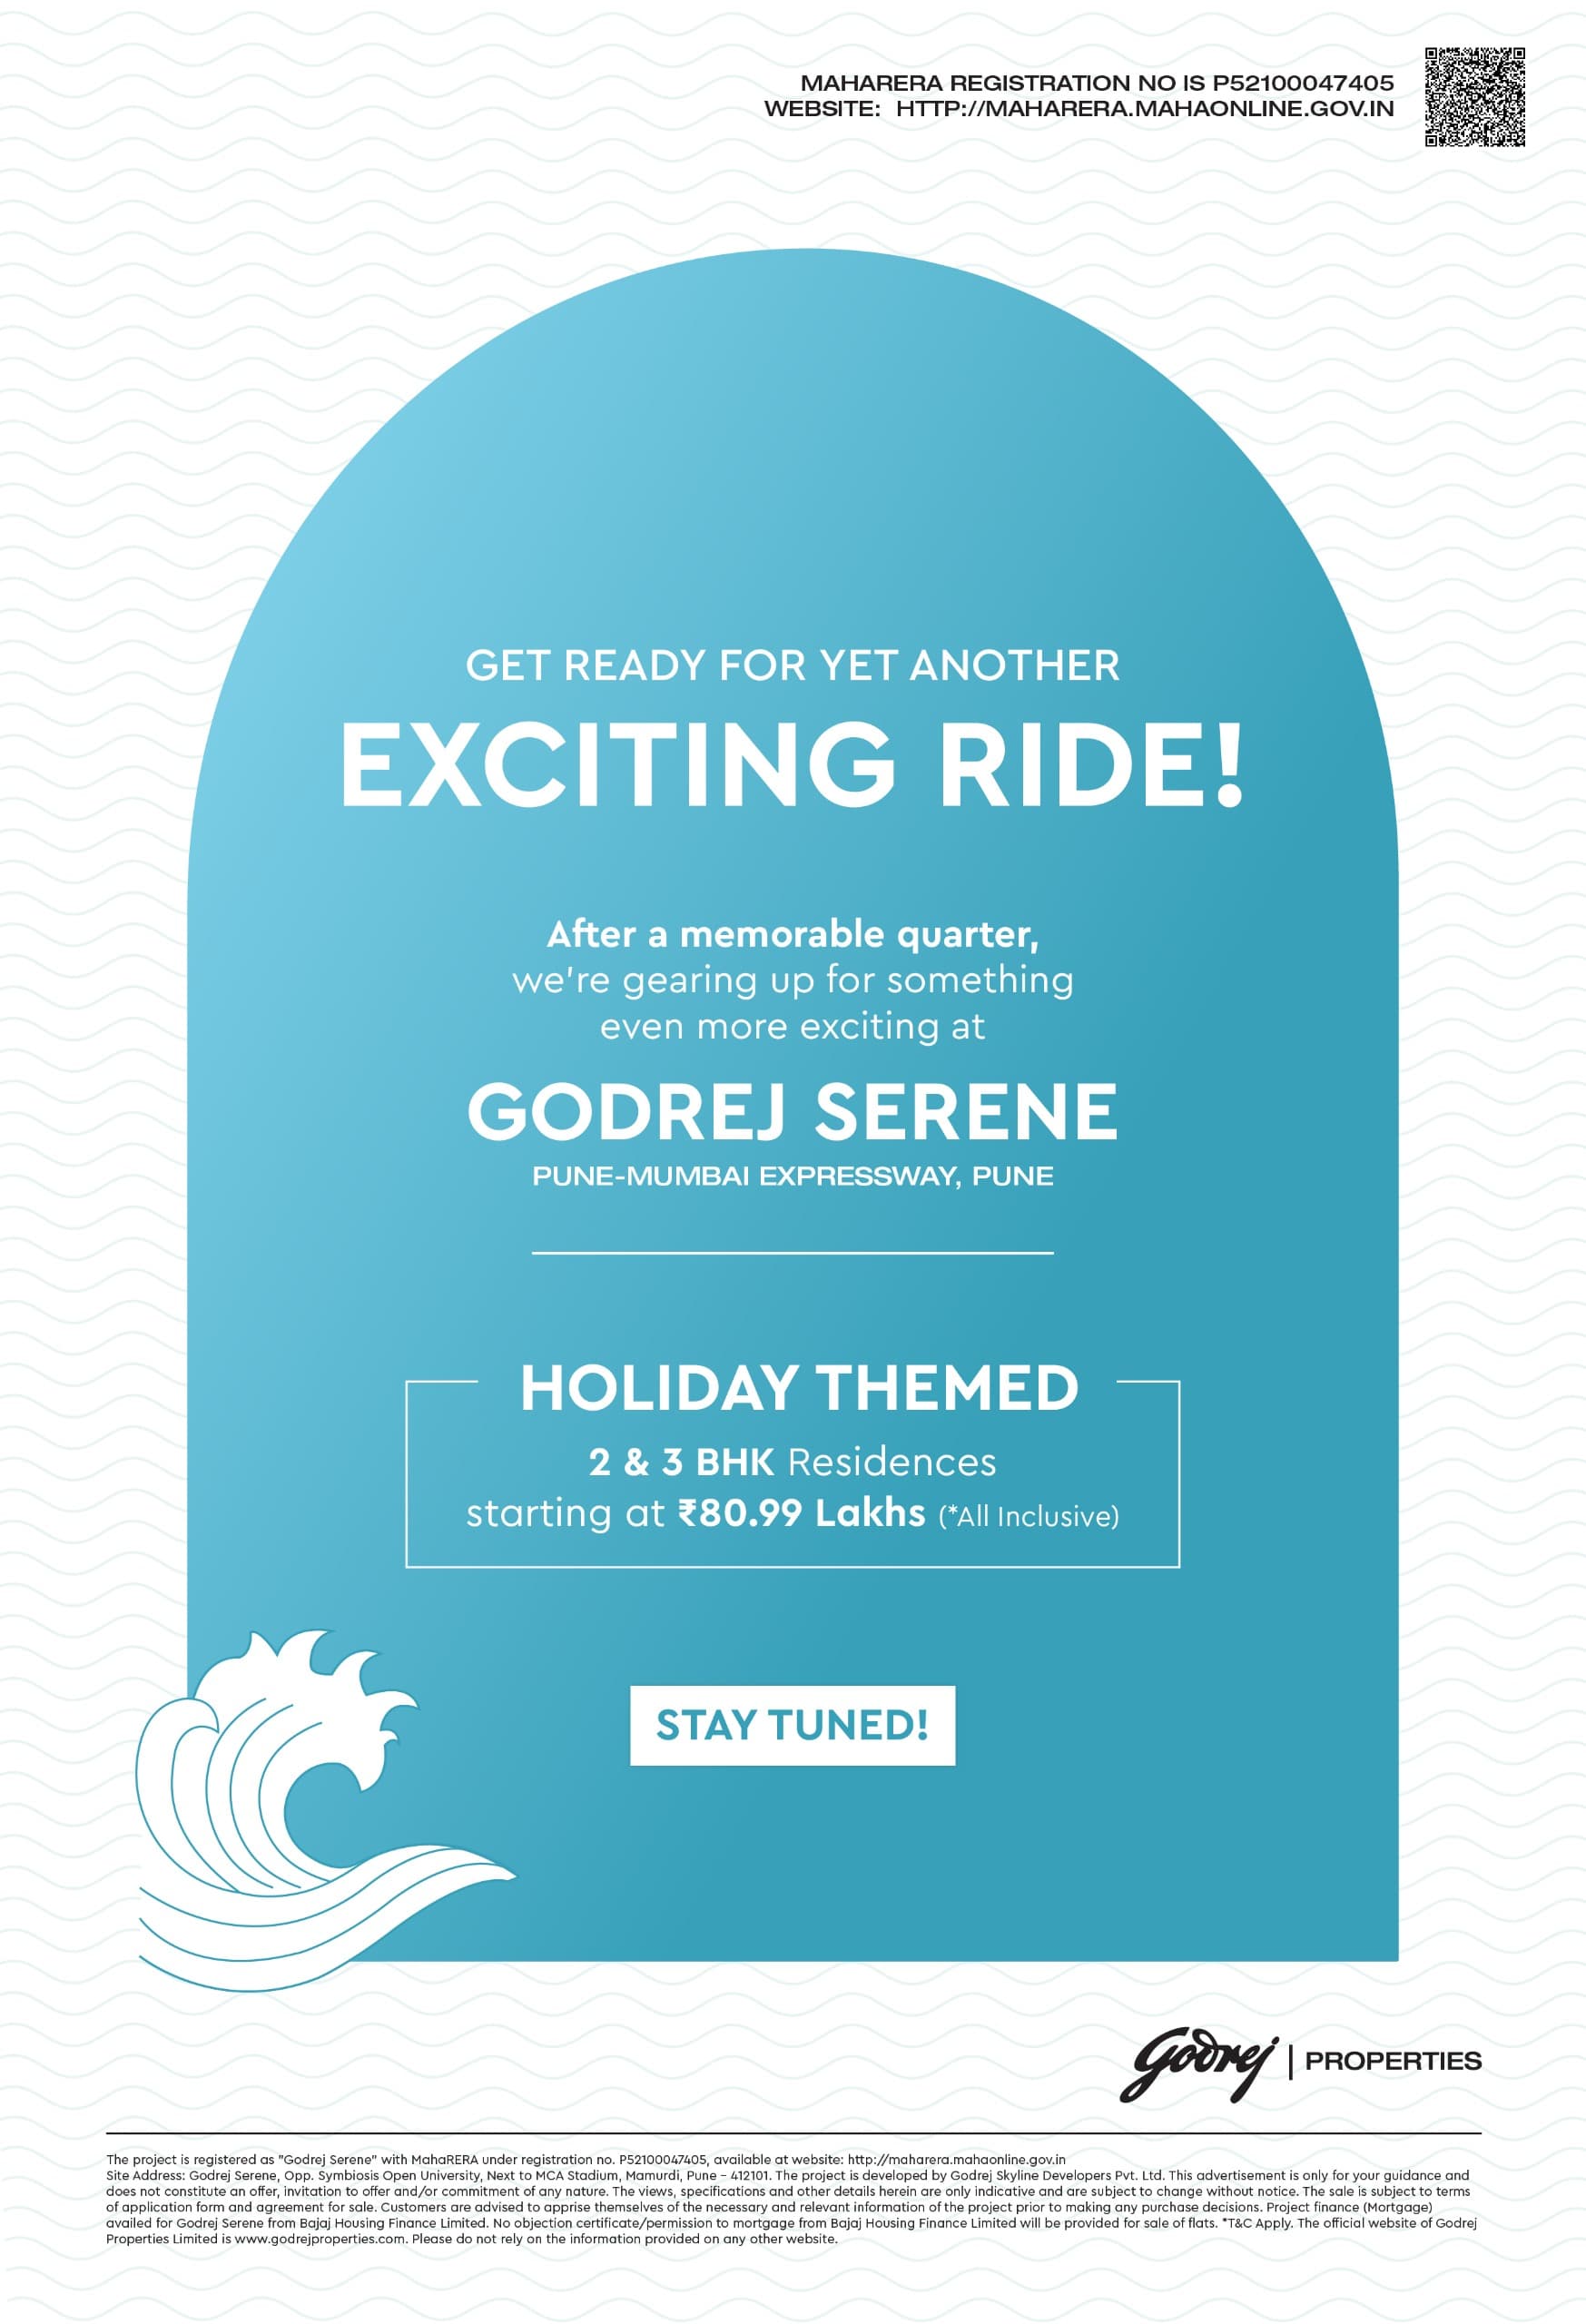 MAHARERA REGISTRATION NO IS P52100047405
WEBSITE: HTTP://MAHARERA.MAHAONLINE.GOV.IN
GET READY FOR YET ANOTHER
EXCITING RIDE!
After a memorable quarter,
we're gearing up for something
even more exciting at
GODREJ SERENE
PUNE-MUMBAI EXPRESSWAY, PUNE
HOLIDAY THEMED
2 & 3 BHK Residences
starting at ₹80.99 Lakhs (*All Inclusive)
STAY TUNED!
Godrej | PROPERTIES
The project is registered as "Godrej Serene" with MahaRERA under registration no. P52100047405, available at website: http://maharera.mahaonline.gov.in
Site Address: Godrej Serene, Opp. Symbiosis Open University, Next to MCA Stadium, Mamurdi, Pune - 412101. The project is developed by Godrej Skyline Developers Pvt. Ltd. This advertisement is only for your guidance and
does not constitute an offer, invitation to offer and/or commitment of any nature. The views, specifications and other details herein are only indicative and are subject to change without notice. The sale is subject to terms
of application form and agreement for sale. Customers are advised to apprise themselves of the necessary and relevant information of the project prior to making any purchase decisions. Project finance (Mortgage)
availed for Godrej Serene from Bajaj Housing Finance Limited. No objection certificate/permission to mortgage from Bajaj Housing Finance Limited will be provided for sale of flats. *T&C Apply. The official website of Godrej
Properties Limited is www.godrejproperties.com. Please do not rely on the information provided on any other website.